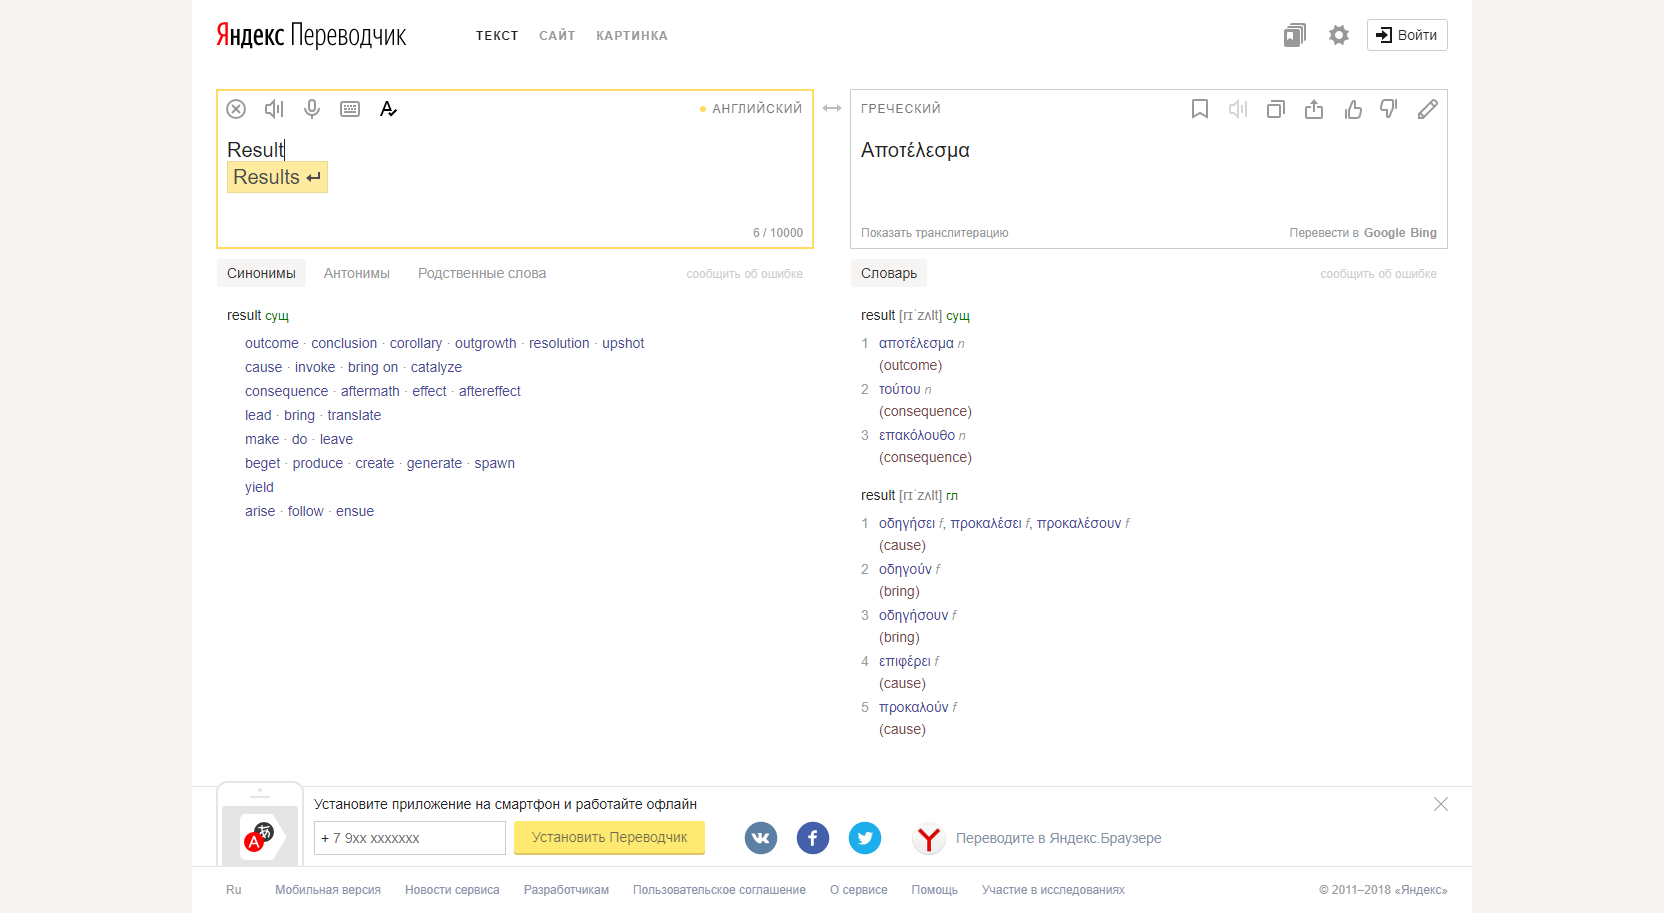 Яндекс Переводчик
ТЕКСТ САЙТ КАРТИНКА
Войти
АНГЛИЙСКИЙ
Result
Results
6 / 10000
ГРЕЧЕСКИЙ
Αποτέλεσμα
Показать транслитерацию
Перевести в Google Bing
Синонимы Антонимы Родственные слова сообщить об ошибке
result сущ
outcome · conclusion · corollary · outgrowth · resolution · upshot
cause · invoke · bring on · catalyze
consequence · aftermath · effect · aftereffect
lead · bring · translate
make · do · leave
beget · produce · create · generate · spawn
yield
arise · follow · ensue
Словарь сообщить об ошибке
result [rɪˈzʌlt] сущ
1 αποτέλεσμα n
(outcome)
2 τούτου n
(consequence)
3 επακόλουθο n
(consequence)
result [rɪˈzʌlt] гл
1 οδηγήσει f, προκαλέσει f, προκαλέσουν f
(cause)
2 οδηγούν f
(bring)
3 οδηγήσουν f
(bring)
4 επιφέρει f
(cause)
5 προκαλούν f
(cause)
Установите приложение на смартфон и работайте офлайн
+ 7 9xx xxxxxxx
Установить Переводчик
Переводите в Яндекс.Браузере
Ru Мобильная версия Новости сервиса Разработчикам Пользовательское соглашение О сервисе Помощь Участие в исследованиях © 2011–2018 «Яндекс»